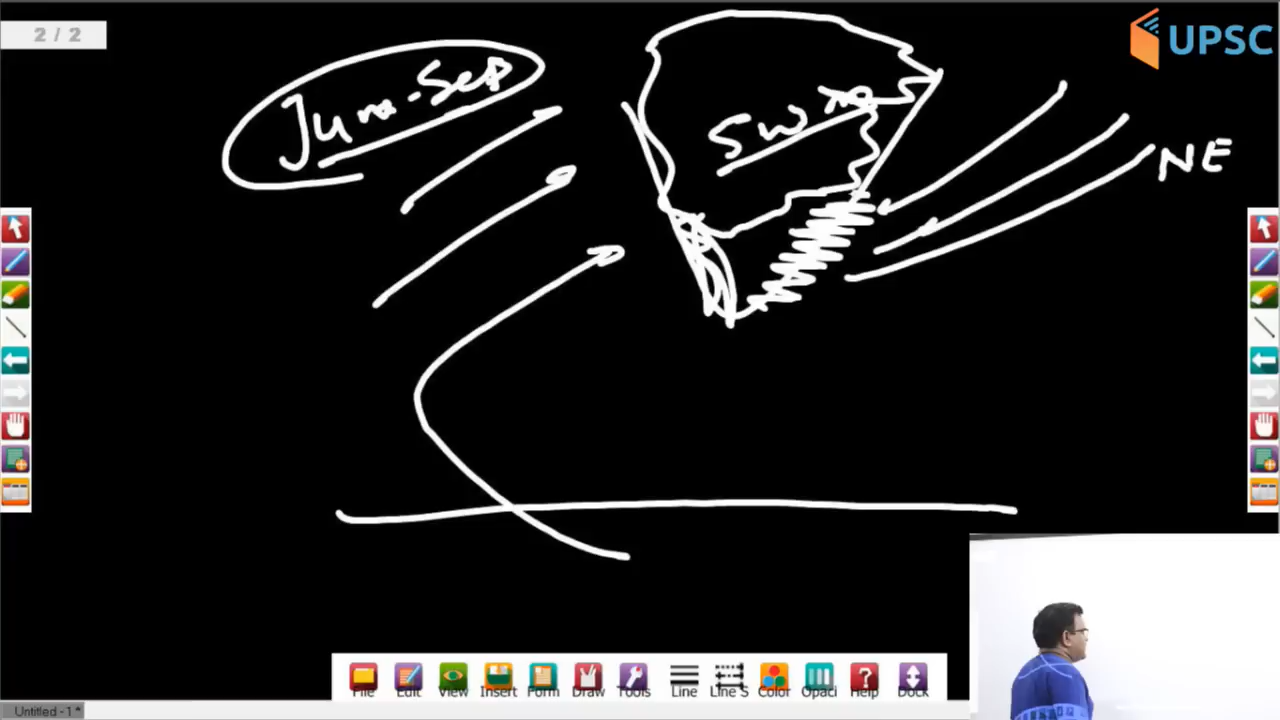 2 / 2
UPSC
June-Sep
SW
NE
File
Edit
View
Insert
Form
Draw
Tools
Line
Line S
Color
Opaci
Help
Dock
Untitled - 1 *